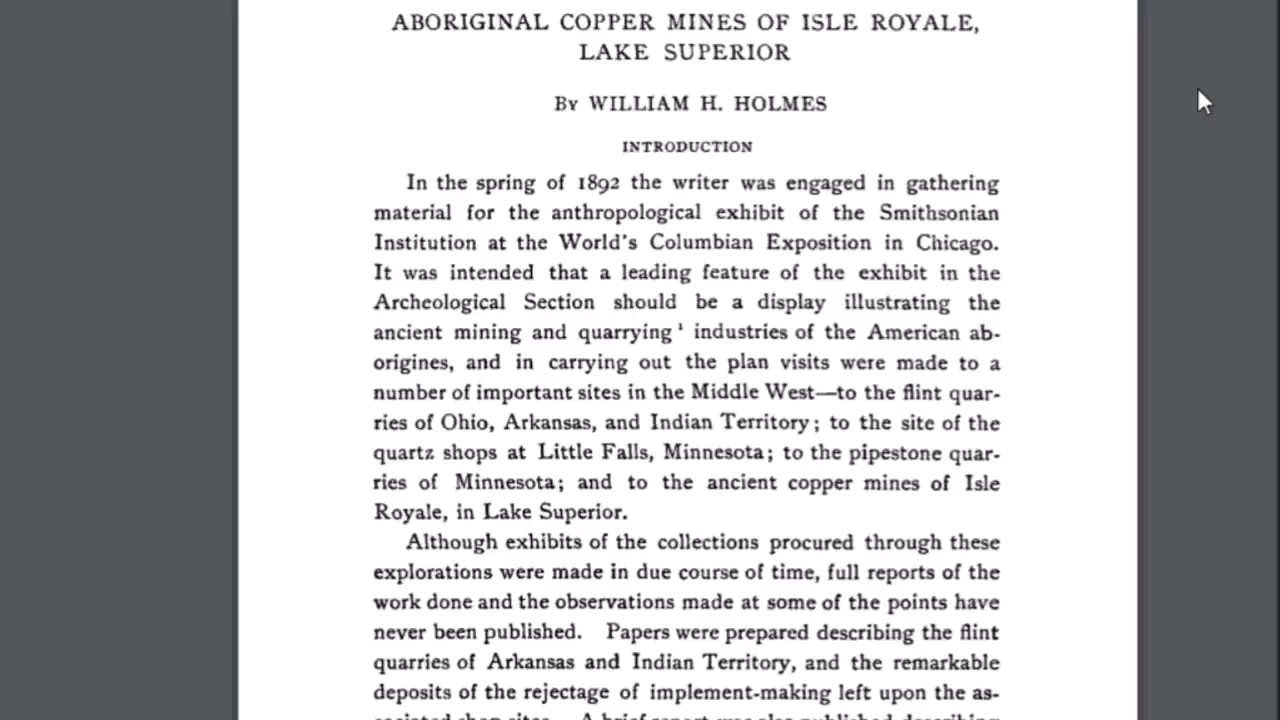 ABORIGINAL COPPER MINES OF ISLE ROYALE,
LAKE SUPERIOR
By WILLIAM H. HOLMES
INTRODUCTION
In the spring of 1892 the writer was engaged in gathering
material for the anthropological exhibit of the Smithsonian
Institution at the World's Columbian Exposition in Chicago.
It was intended that a leading feature of the exhibit in the
Archeological Section should be a display illustrating the
ancient mining and quarrying ¹ industries of the American ab-
origines, and in carrying out the plan visits were made to a
number of important sites in the Middle West—to the flint quar-
ries of Ohio, Arkansas, and Indian Territory; to the site of the
quartz shops at Little Falls, Minnesota; to the pipestone quar-
ries of Minnesota; and to the ancient copper mines of Isle
Royale, in Lake Superior.
Although exhibits of the collections procured through these
explorations were made in due course of time, full reports of the
work done and the observations made at some of the points have
never been published. Papers were prepared describing the flint
quarries of Arkansas and Indian Territory, and the remarkable
deposits of the rejectage of implement-making left upon the as-
sociated shop sites. A brief report was also published describing